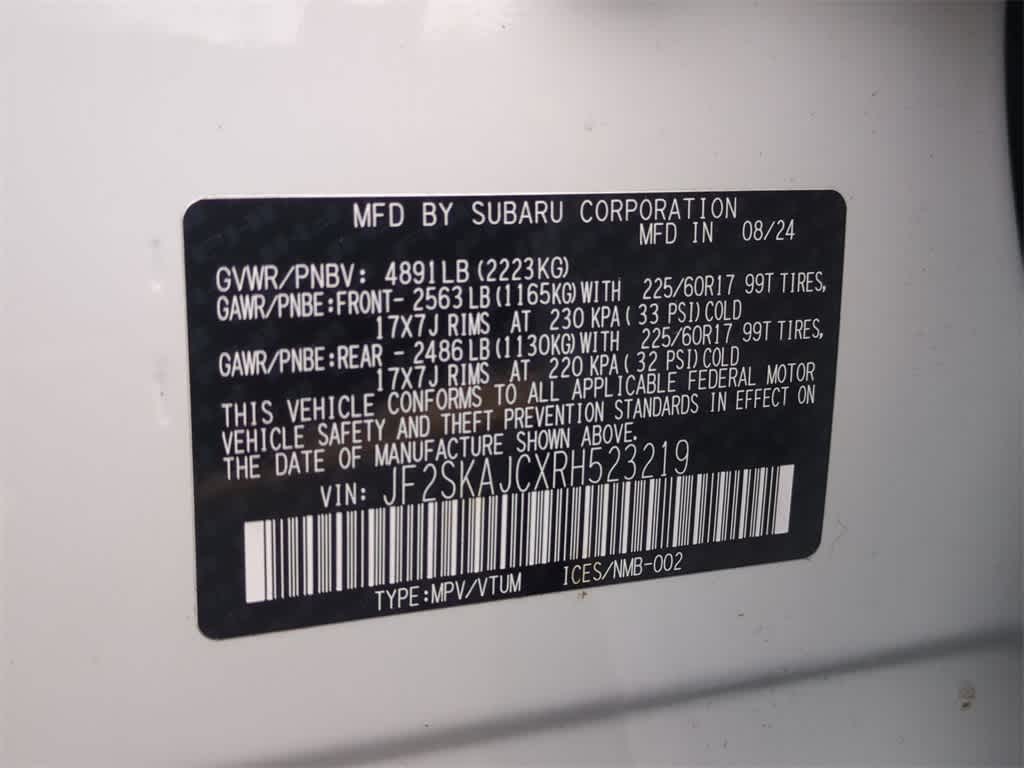 MFD BY SUBARU CORPORATION
MFD IN 08/24
GVWR/PNBV: 4891LB (2223KG)
GAWR/PNBE:FRONT- 2563LB (1165KG) WITH 225/60R17 99T TIRES,
17X7J RIMS AT 230 KPA ( 33 PSI) COLD
GAWR/PNBE:REAR - 2486LB (1130KG) WITH 225/60R17 99T TIRES,
17X7J RIMS AT 220 KPA ( 32 PSI) COLD
THIS VEHICLE CONFORMS TO ALL APPLICABLE FEDERAL MOTOR
VEHICLE SAFETY AND THEFT PREVENTION STANDARDS IN EFFECT ON
THE DATE OF MANUFACTURE SHOWN ABOVE.
VIN: JF2SKAJCXRH523219
TYPE:MPV/VTUM ICES/NMB-002